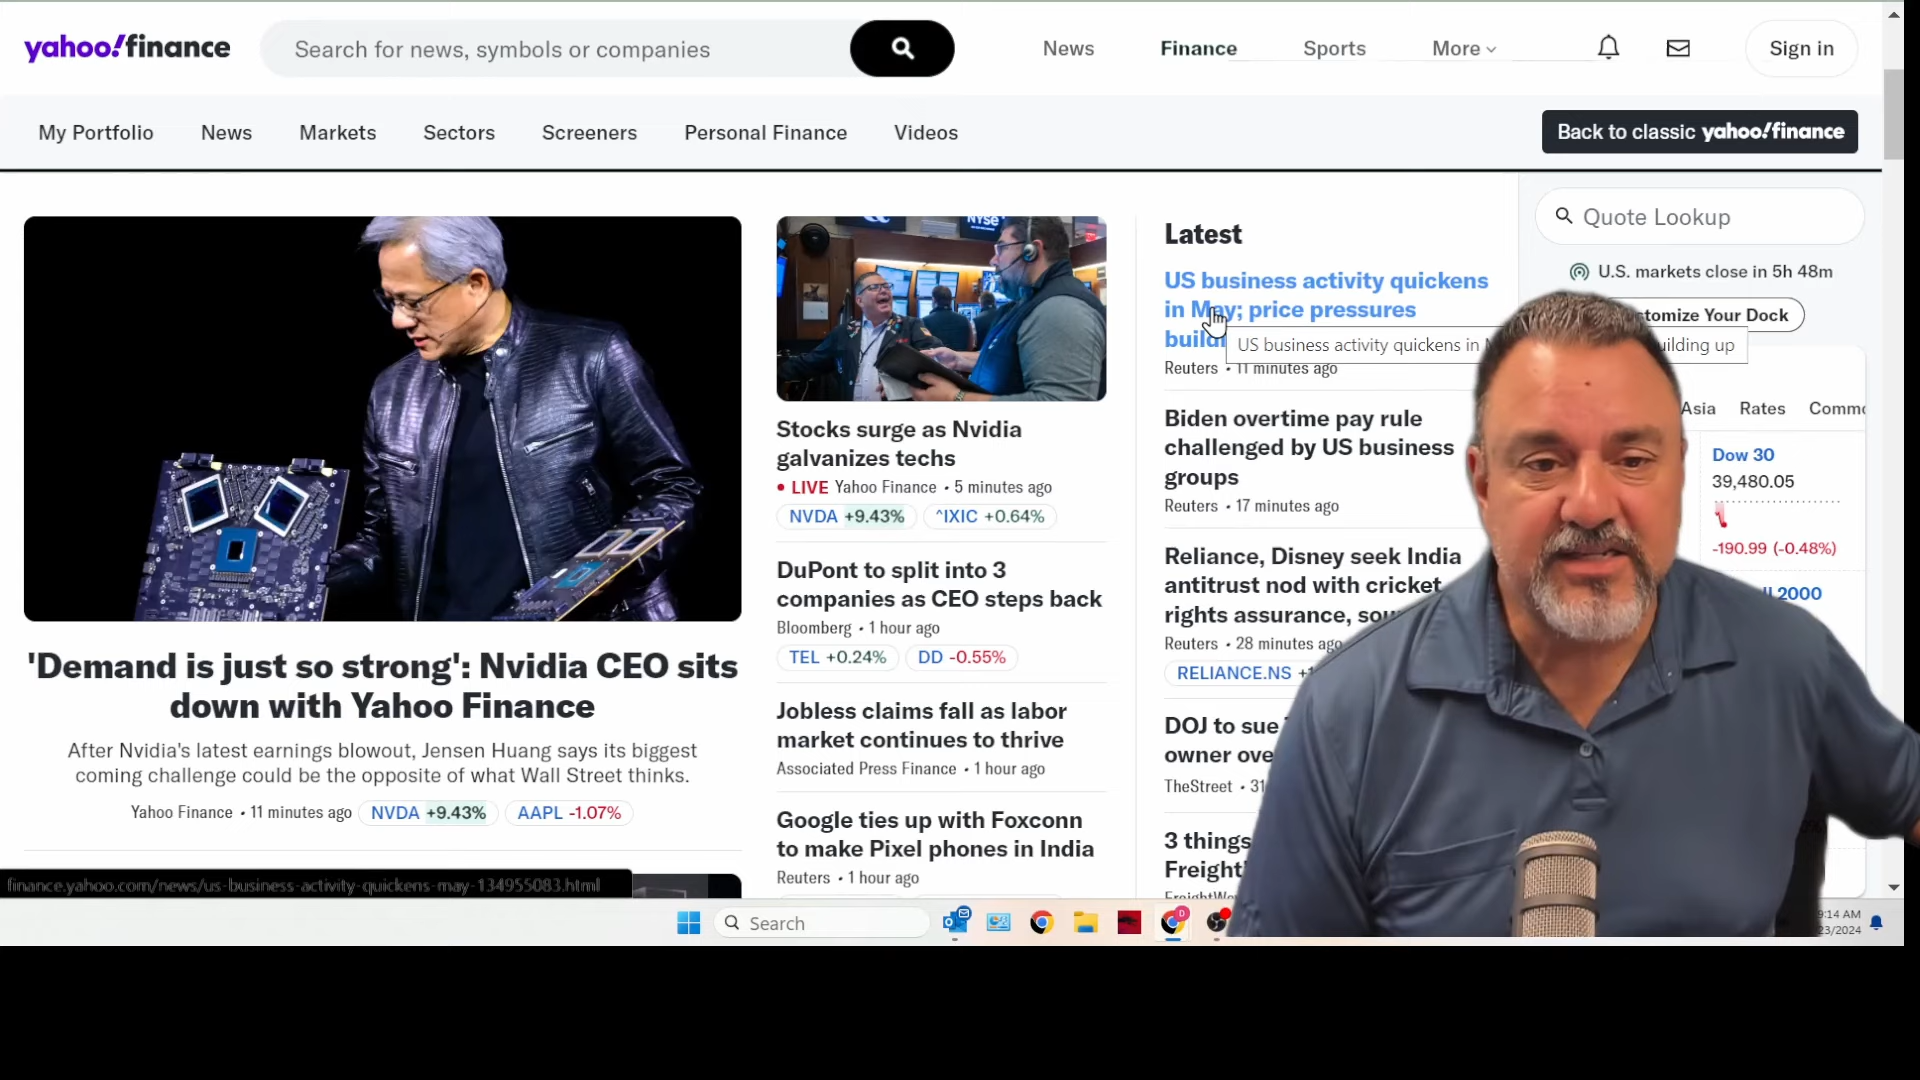 yahoo!finance
Search for news, symbols or companies
News
Finance
Sports
More
Sign in
My Portfolio
News
Markets
Sectors
Screeners
Personal Finance
Videos
Back to classic yahoo!finance
'Demand is just so strong': Nvidia CEO sits
down with Yahoo Finance
After Nvidia's latest earnings blowout, Jensen Huang says its biggest
coming challenge could be the opposite of what Wall Street thinks.
Yahoo Finance • 11 minutes ago
NVDA +9.43%
AAPL -1.07%
finance.yahoo.com/news/us-business-activity-quickens-may-134955083.html
NYSE
Stocks surge as Nvidia
galvanizes techs
• LIVE Yahoo Finance • 5 minutes ago
NVDA +9.43%
^IXIC +0.64%
DuPont to split into 3
companies as CEO steps back
Bloomberg • 1 hour ago
TEL +0.24%
DD -0.55%
Jobless claims fall as labor
market continues to thrive
Associated Press Finance • 1 hour ago
Google ties up with Foxconn
to make Pixel phones in India
Reuters • 1 hour ago
Latest
US business activity quickens
in May; price pressures
US business activity quickens in
uilding up
Reuters • 11 minutes ago
Biden overtime pay rule
challenged by US business
groups
Reuters • 17 minutes ago
Reliance, Disney seek India
antitrust nod with cricket
rights assurance, sou
Reuters • 28 minutes ago
RELIANCE.NS
DOJ to sue
owner ove
TheStreet • 31
3 things
Freight
Quote Lookup
U.S. markets close in 5h 48m
tomize Your Dock
Asia
Rates
Comm
Dow 30
39,480.05
-190.99 (-0.48%)
2000
Search
9:14 AM
23/2024